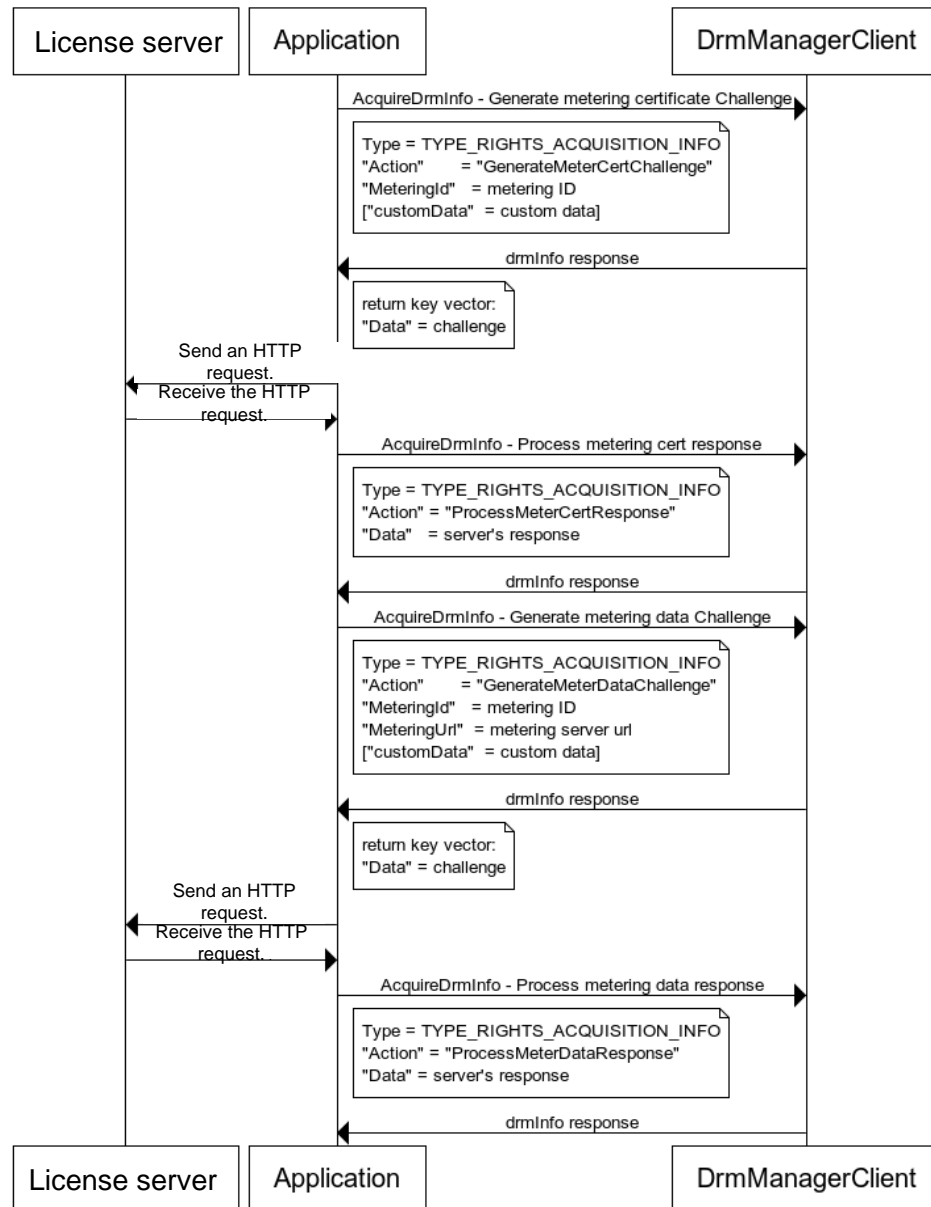 License server
Application
DrmManagerClient
AcquireDrmInfo - Generate metering certificate Challenge
Type = TYPE_RIGHTS_ACQUISITION_INFO
"Action" = "GenerateMeterCertChallenge"
"MeteringId" = metering ID
["customData" = custom data]
drmInfo response
return key vector:
"Data" = challenge
Send an HTTP
request.
Receive the HTTP
request.
AcquireDrmInfo - Process metering cert response
Type = TYPE_RIGHTS_ACQUISITION_INFO
"Action" = "ProcessMeterCertResponse"
"Data" = server's response
drmInfo response
AcquireDrmInfo - Generate metering data Challenge
Type = TYPE_RIGHTS_ACQUISITION_INFO
"Action" = "GenerateMeterDataChallenge"
"MeteringId" = metering ID
"MeteringUrl" = metering server url
["customData" = custom data]
drmInfo response
return key vector:
"Data" = challenge
Send an HTTP
request.
Receive the HTTP
request.
AcquireDrmInfo - Process metering data response
Type = TYPE_RIGHTS_ACQUISITION_INFO
"Action" = "ProcessMeterDataResponse"
"Data" = server's response
drmInfo response
License server
Application
DrmManagerClient